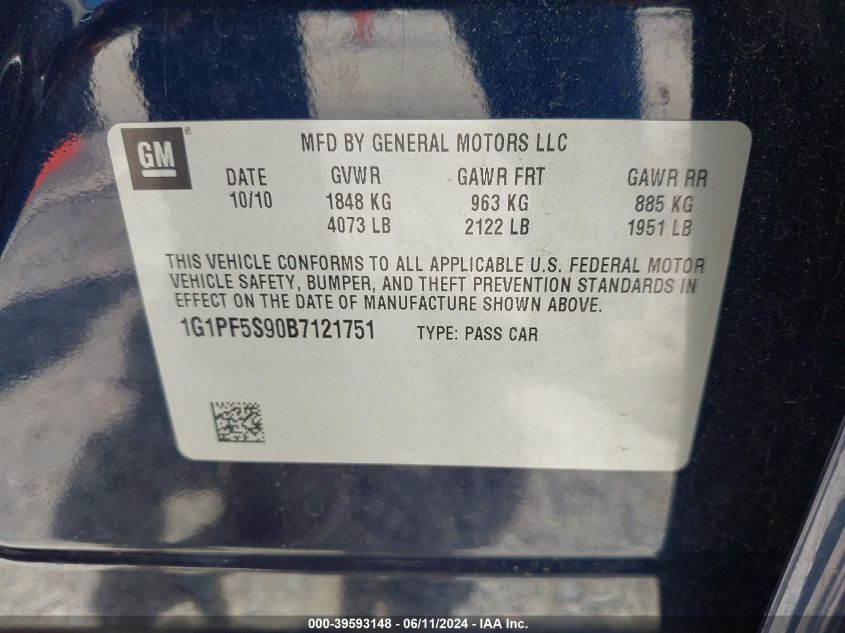 GM ®
MFD BY GENERAL MOTORS LLC
DATE GVWR GAWR FRT GAWR RR
10/10 1848 KG 963 KG 885 KG
4073 LB 2122 LB 1951 LB
THIS VEHICLE CONFORMS TO ALL APPLICABLE U.S. FEDERAL MOTOR
VEHICLE SAFETY, BUMPER, AND THEFT PREVENTION STANDARDS IN
EFFECT ON THE DATE OF MANUFACTURE SHOWN ABOVE.
1G1PF5S90B7121751 TYPE: PASS CAR
000-39593148 - 06/11/2024 - IAA Inc.